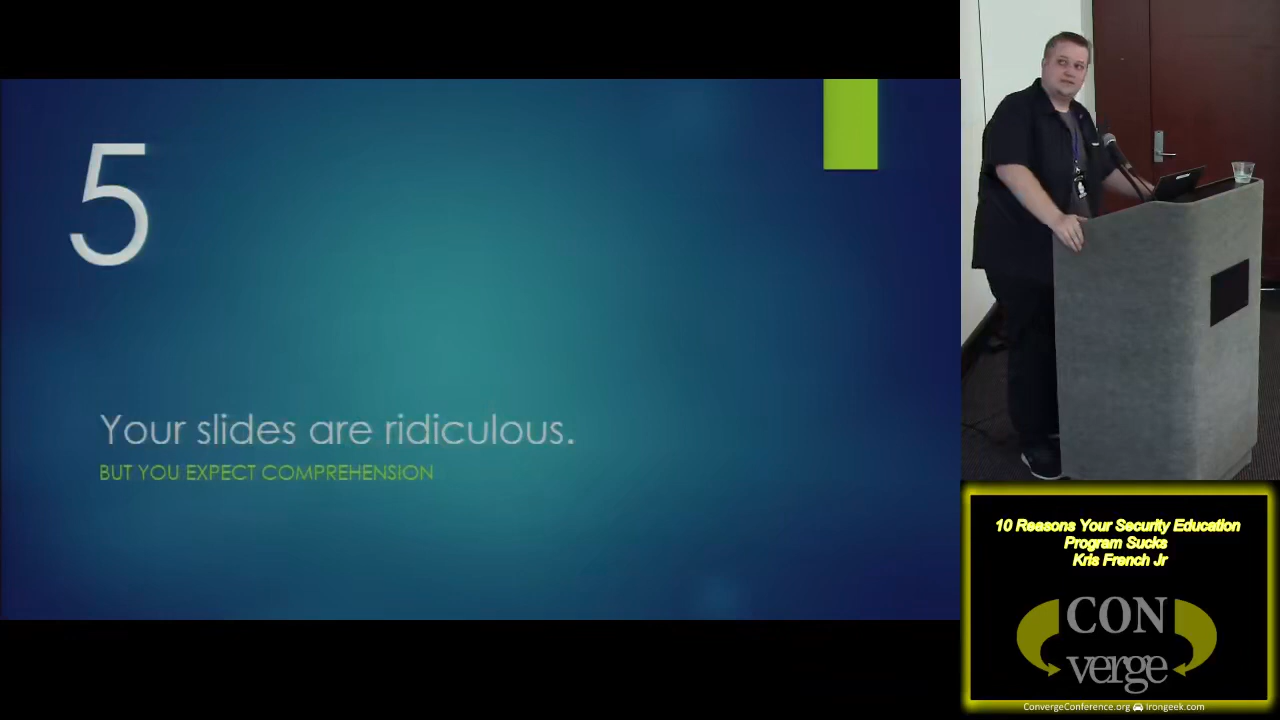 5
Your slides are ridiculous.
BUT YOU EXPECT COMPREHENSION
10 Reasons Your Security Education
Program Sucks
Kris French Jr
CON
verge
ConvergeConference.org Irongeek.com